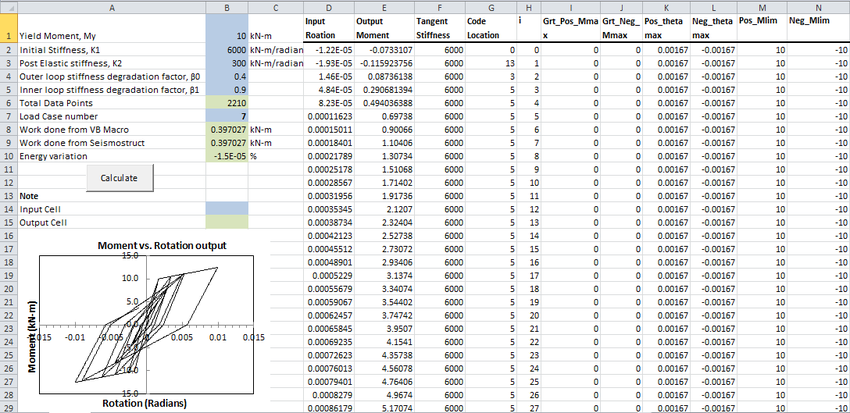 A B C D E F G H I J K L M N
Input Output Tangent Code i Grt_Pos_Mma Grt_Neg_ Pos_theta Neg_theta Pos_Mlim Neg_Mlim
1 Yield Moment, My 10 kN-m Roation Moment Stiffness Location x Mmax max max
2 Initial Stiffness, K1 6000 kN-m/radian -1.22E-05 -0.0733107 6000 0 0 0 0 0.00167 -0.00167 10 -10
3 Post Elastic stiffness, K2 300 kN-m/radian -1.93E-05 -0.115923756 6000 13 1 0 0 0.00167 -0.00167 10 -10
4 Outer loop stiffness degradation factor, β0 0.4 1.46E-05 0.08736138 6000 3 2 0 0 0.00167 -0.00167 10 -10
5 Inner loop stiffness degradation factor, β1 0.9 4.84E-05 0.290681394 6000 5 3 0 0 0.00167 -0.00167 10 -10
6 Total Data Points 2210 8.23E-05 0.494036388 6000 5 4 0 0 0.00167 -0.00167 10 -10
7 Load Case number 7 0.00011623 0.69738 6000 5 5 0 0 0.00167 -0.00167 10 -10
8 Work done from VB Macro 0.397027 kN-m 0.00015011 0.90066 6000 5 6 0 0 0.00167 -0.00167 10 -10
9 Work done from Seismostruct 0.397027 kN-m 0.00018401 1.10406 6000 5 7 0 0 0.00167 -0.00167 10 -10
10 Energy variation -1.5E-05 % 0.00021789 1.30734 6000 5 8 0 0 0.00167 -0.00167 10 -10
11 Calculate 0.00025178 1.51068 6000 5 9 0 0 0.00167 -0.00167 10 -10
12 0.00028567 1.71402 6000 5 10 0 0 0.00167 -0.00167 10 -10
13 Note 0.00031956 1.91736 6000 5 11 0 0 0.00167 -0.00167 10 -10
14 Input Cell 0.00035345 2.1207 6000 5 12 0 0 0.00167 -0.00167 10 -10
15 Output Cell 0.00038734 2.32404 6000 5 13 0 0 0.00167 -0.00167 10 -10
16 0.00042123 2.52738 6000 5 14 0 0 0.00167 -0.00167 10 -10
17 Moment vs. Rotation output 0.00045512 2.73072 6000 5 15 0 0 0.00167 -0.00167 10 -10
18 15.0 0.00048901 2.93406 6000 5 16 0 0 0.00167 -0.00167 10 -10
19 10.0 0.0005229 3.1374 6000 5 17 0 0 0.00167 -0.00167 10 -10
20 0.00055679 3.34074 6000 5 18 0 0 0.00167 -0.00167 10 -10
21 5.0 0.00059067 3.54402 6000 5 19 0 0 0.00167 -0.00167 10 -10
22 0.00062457 3.74742 6000 5 20 0 0 0.00167 -0.00167 10 -10
23 0.0 0.00065845 3.9507 6000 5 21 0 0 0.00167 -0.00167 10 -10
24 -0.01 -0.005 0.005 0.01 0.015 0.00069235 4.1541 6000 5 22 0 0 0.00167 -0.00167 10 -10
25 0.00072623 4.35738 6000 5 23 0 0 0.00167 -0.00167 10 -10
26 0.00076013 4.56078 6000 5 24 0 0 0.00167 -0.00167 10 -10
27 0.00079401 4.76406 6000 5 25 0 0 0.00167 -0.00167 10 -10
28 0.0008279 4.9674 6000 5 26 0 0 0.00167 -0.00167 10 -10
29 Rotation (Radians) 0.00086179 5.17074 6000 5 27 0 0 0.00167 -0.00167 10 -10
Moment (kN-m)